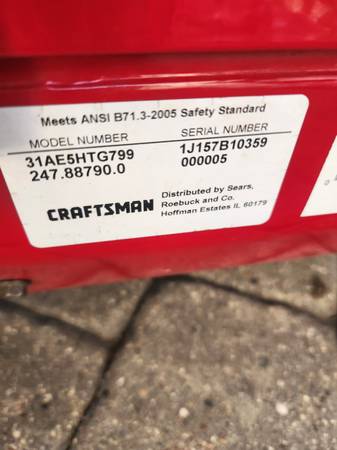 Meets ANSI B71.3-2005 Safety Standard
MODEL NUMBER SERIAL NUMBER
31AE5HTG799 1J157B10359
247.88790.0 000005
CRAFTSMAN
Distributed by Sears,
Roebuck and Co.
Hoffman Estates IL 60179